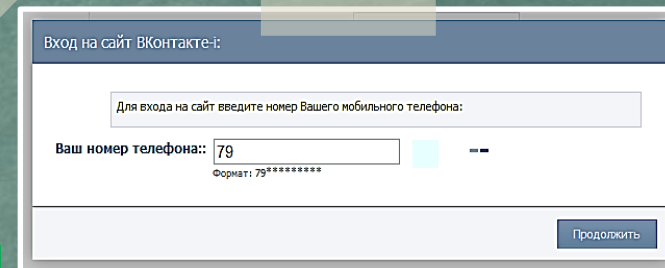 Вход на сайт ВКонтакте-i:
Для входа на сайт введите номер Вашего мобильного телефона:
Ваш номер телефона:: 79
Формат: 79*********
Продолжить